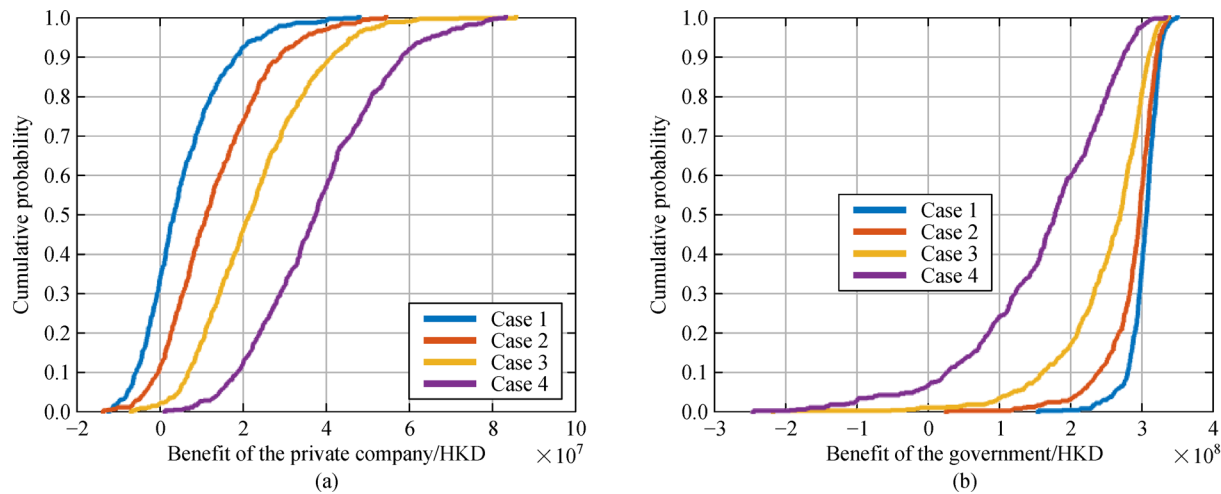 1.0
0.9
0.8
0.7
0.6
0.5
0.4
0.3
0.2
0.1
0.0
Cumulative probability
Case 1
Case 2
Case 3
Case 4
−2 0 2 4 6 8 10
Benefit of the private company/HKD ×10⁷
(a)
1.0
0.9
0.8
0.7
0.6
0.5
0.4
0.3
0.2
0.1
0.0
Cumulative probability
Case 1
Case 2
Case 3
Case 4
−3 −2 −1 0 1 2 3 4
Benefit of the government/HKD ×10⁸
(b)